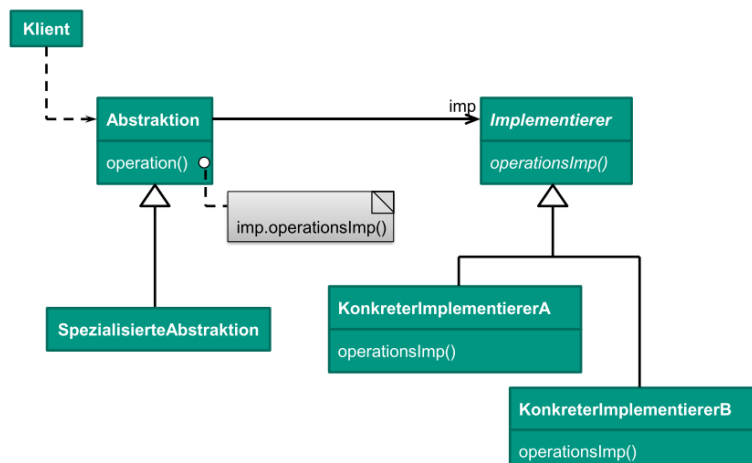 Klient
imp
Abstraktion
operation()
Implementierer
operationsImp()
imp.operationsImp()
SpezialisierteAbstraktion
KonkreterImplementiererA
operationsImp()
KonkreterImplementiererB
operationsImp()